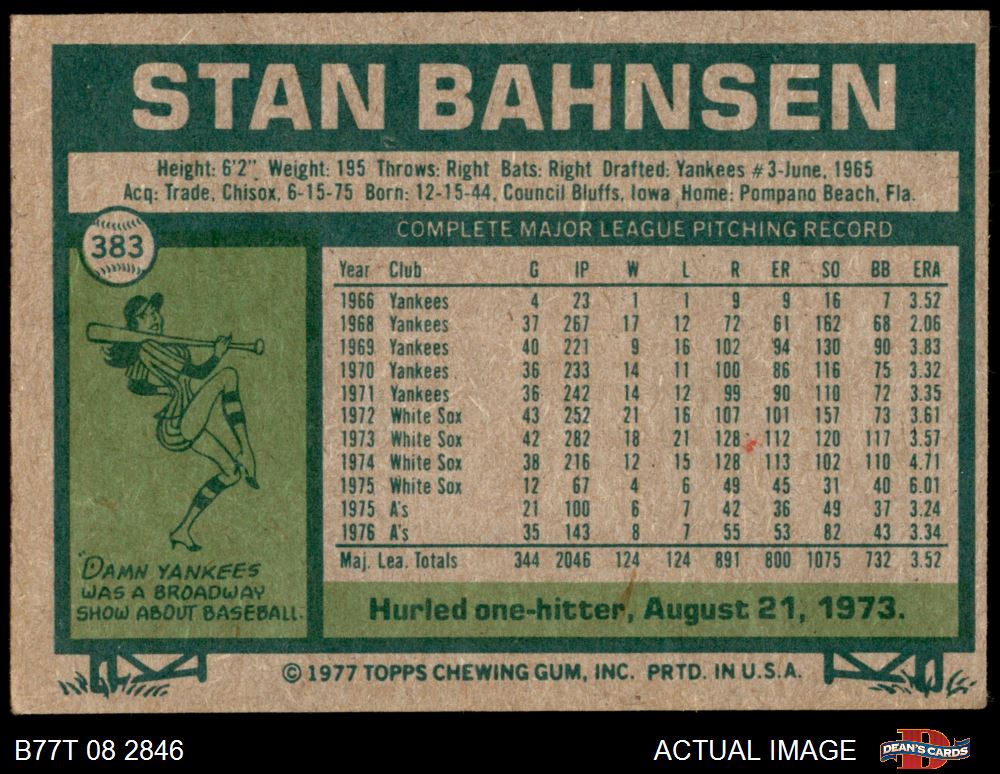 STAN BAHNSEN
Height: 6'2". Weight: 195 Throws: Right Bats: Right Drafted: Yankees #3-June, 1965
Acq: Trade, Chisox, 6-15-75 Born: 12-15-44, Council Bluffs, Iowa Home: Pompano Beach, Fla.
383
COMPLETE MAJOR LEAGUE PITCHING RECORD
Year Club G IP W L R ER SO BB ERA
1966 Yankees 4 23 1 1 9 9 16 7 3.52
1968 Yankees 37 267 17 12 72 61 162 68 2.06
1969 Yankees 40 221 9 16 102 94 130 90 3.83
1970 Yankees 36 233 14 11 100 86 116 75 3.32
1971 Yankees 36 242 14 12 99 90 110 72 3.35
1972 White Sox 43 252 21 16 107 101 157 73 3.61
1973 White Sox 42 282 18 21 128 112 120 117 3.57
1974 White Sox 38 216 12 15 128 113 102 110 4.71
1975 White Sox 12 67 4 6 49 45 31 40 6.01
1975 A's 21 100 6 7 42 36 49 37 3.24
1976 A's 35 143 8 7 55 53 82 43 3.34
Maj. Lea. Totals 344 2046 124 124 891 800 1075 732 3.52
"DAMN YANKEES
WAS A BROADWAY
SHOW ABOUT BASEBALL.
Hurled one-hitter, August 21, 1973.
© 1977 TOPPS CHEWING GUM, INC. PRTD. IN U.S.A.
B77T 08 2846
ACTUAL IMAGE
DEAN'S CARDS